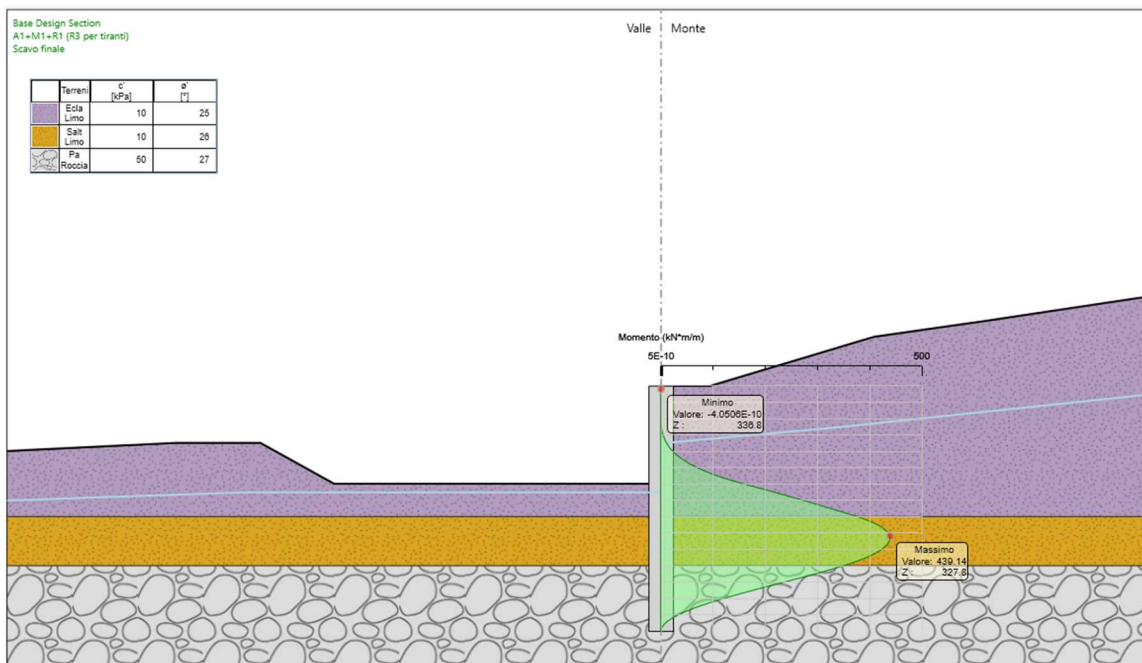 Base Design Section
A1+M1+R1 (R3 per tiranti)
Scavo finale
Valle
Monte
Terreni c' ø'
[kPa] [°]
Ecla
Limo 10 25
Salt
Limo 10 26
Pa
Roccia 50 27
Momento (kN*m/m)
5E-10 500
Minimo
Valore: -4.0506E-10
Z : 336.8
Massimo
Valore: 439.14
Z : 327.6